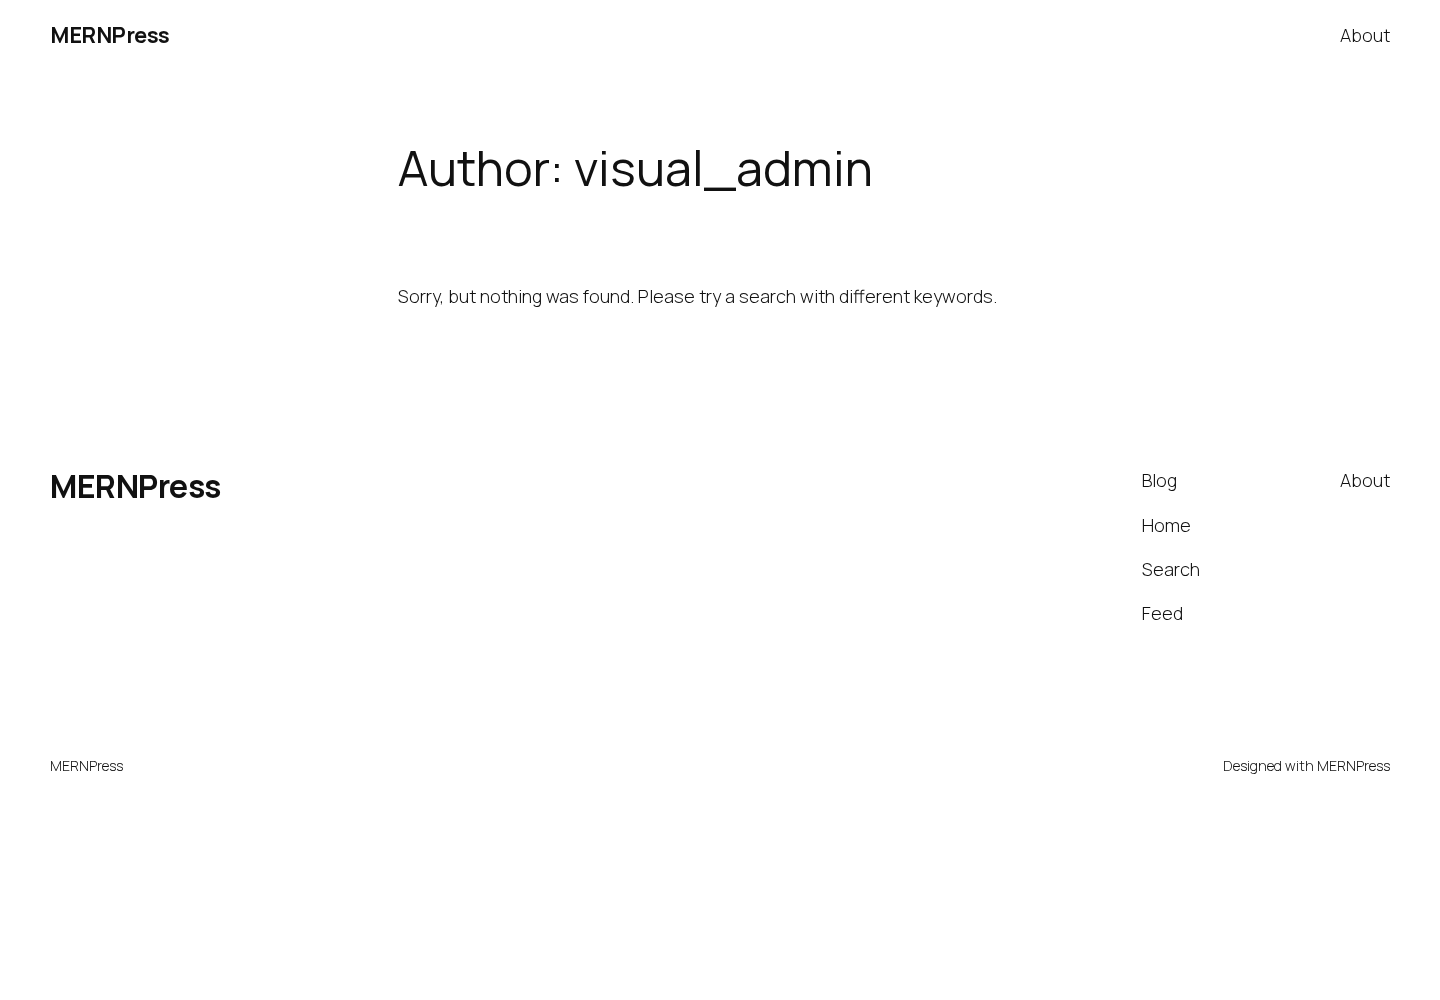 MERNPress
About
Author: visual_admin
Sorry, but nothing was found. Please try a search with different keywords.
MERNPress
Blog
Home
Search
Feed
About
MERNPress
Designed with MERNPress